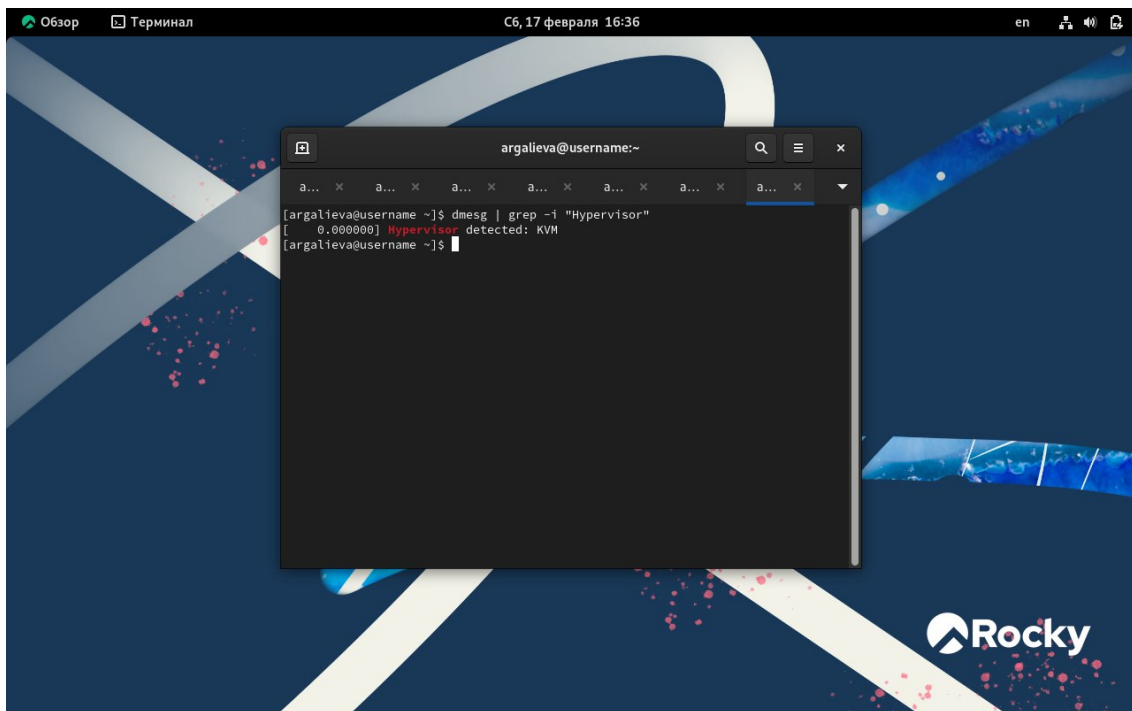 Обзор Терминал Сб, 17 февраля 16:36 en
argalieva@username:~
a... × a... × a... × a... × a... × a... × a... ×
[argalieva@username ~]$ dmesg | grep -i "Hypervisor"
[    0.000000] Hypervisor detected: KVM
[argalieva@username ~]$
Rocky